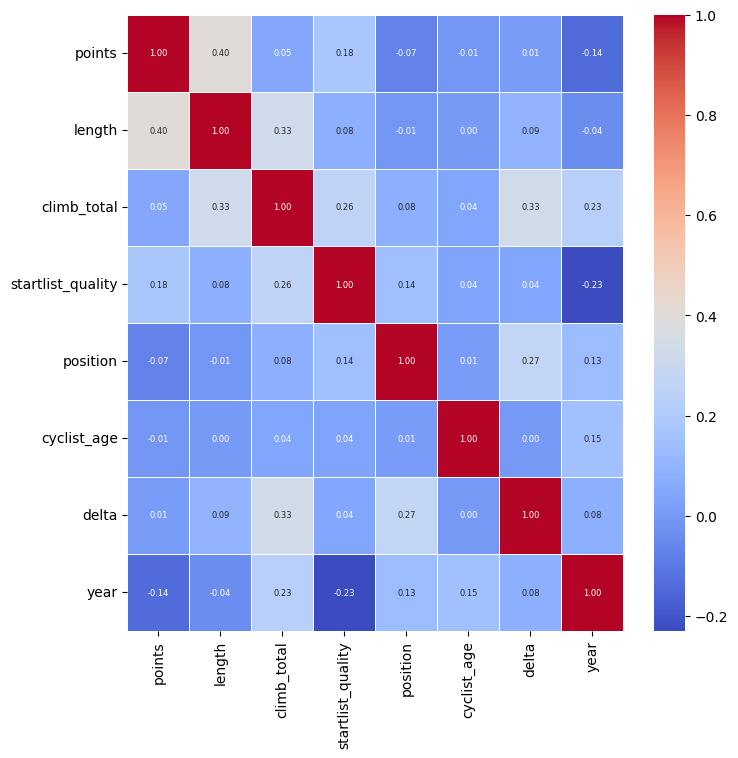 points 1.00 0.40 0.05 0.18 -0.07 -0.01 0.01 -0.14
length 0.40 1.00 0.33 0.08 -0.01 0.00 0.09 -0.04
climb_total 0.05 0.33 1.00 0.26 0.08 0.04 0.33 0.23
startlist_quality 0.18 0.08 0.26 1.00 0.14 0.04 0.04 -0.23
position -0.07 -0.01 0.08 0.14 1.00 0.01 0.27 0.13
cyclist_age -0.01 0.00 0.04 0.04 0.01 1.00 0.00 0.15
delta 0.01 0.09 0.33 0.04 0.27 0.00 1.00 0.08
year -0.14 -0.04 0.23 -0.23 0.13 0.15 0.08 1.00
points
length
climb_total
startlist_quality
position
cyclist_age
delta
year
1.0
0.8
0.6
0.4
0.2
0.0
−0.2